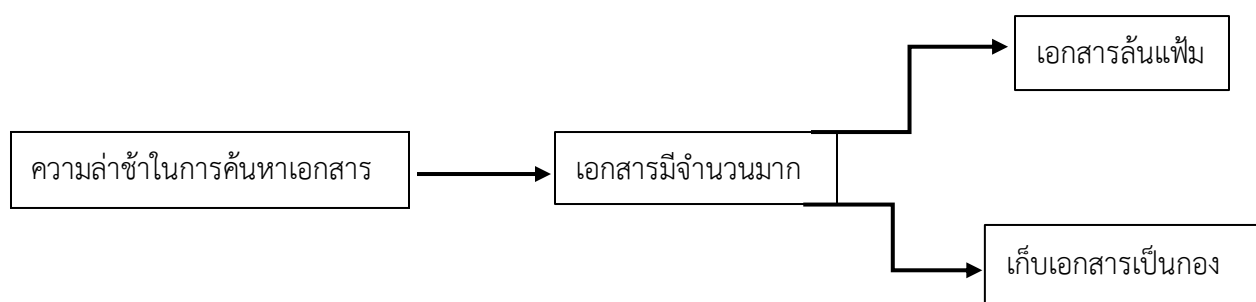 เอกสารล้นแฟ้ม
ความล่าช้าในการค้นหาเอกสาร
เอกสารมีจำนวนมาก
เก็บเอกสารเป็นกอง